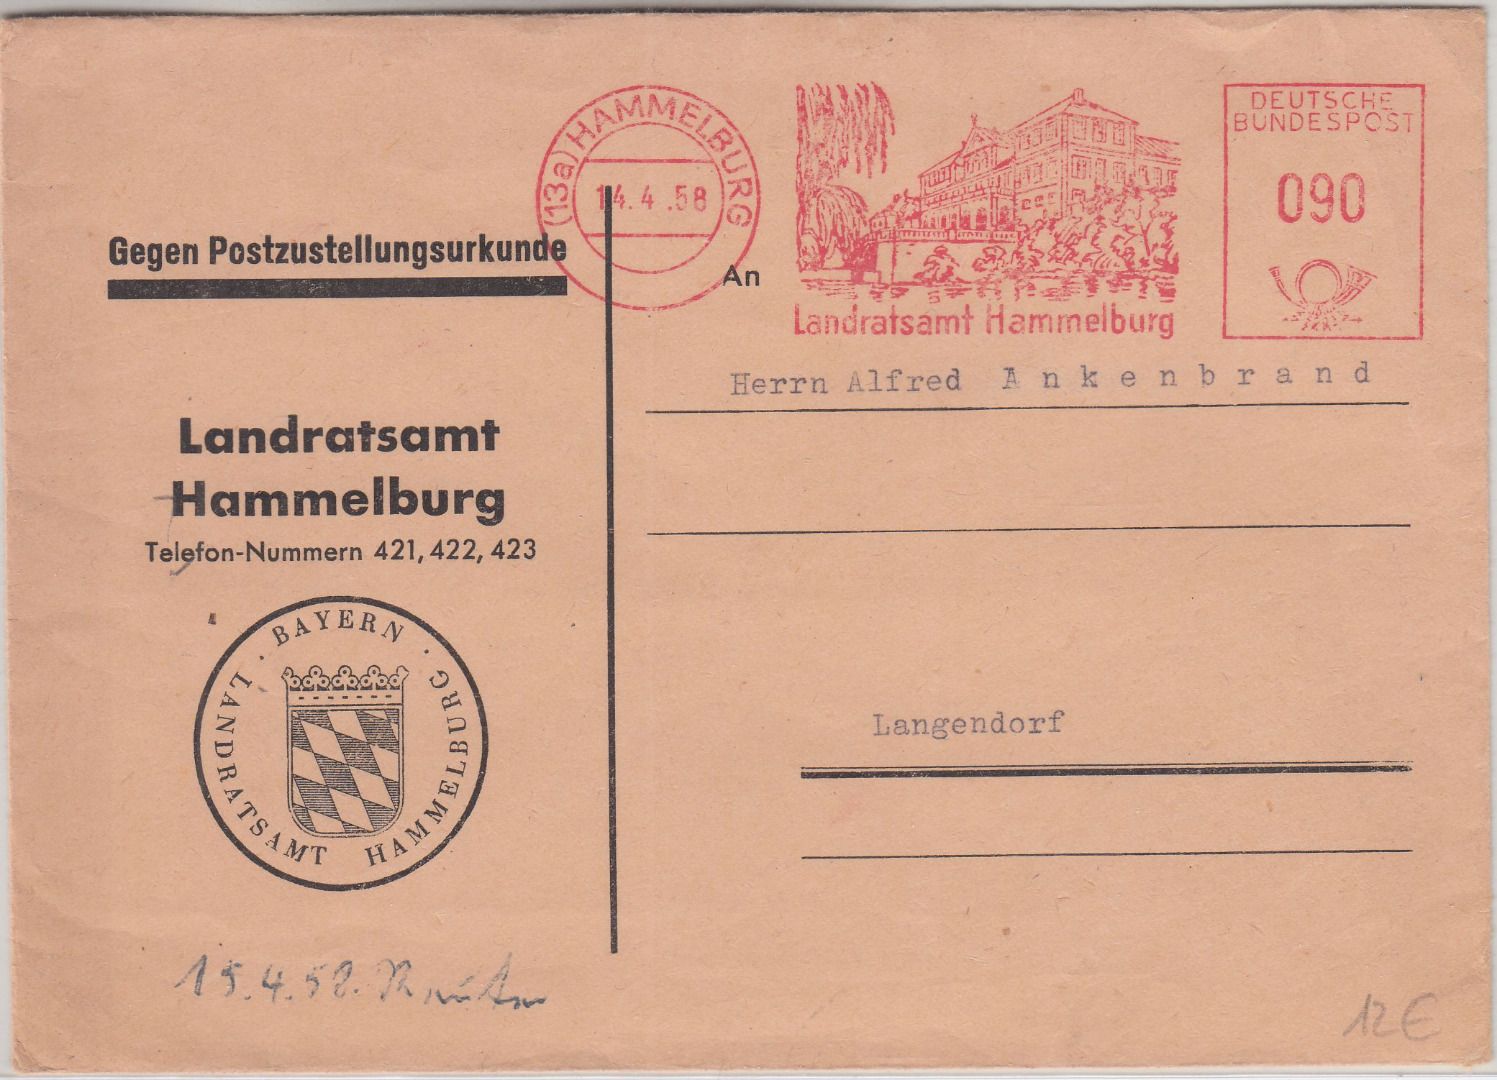 (13a) HAMMELBURG
14.4.58
Landratsamt Hammelburg
DEUTSCHE
BUNDESPOST
090
Gegen Postzustellungsurkunde
An
Herrn Alfred Ankenbrand
Landratsamt
Hammelburg
Telefon-Nummern 421, 422, 423
· BAYERN ·
LANDRATSAMT HAMMELBURG
Langendorf
15.4.58.
12€